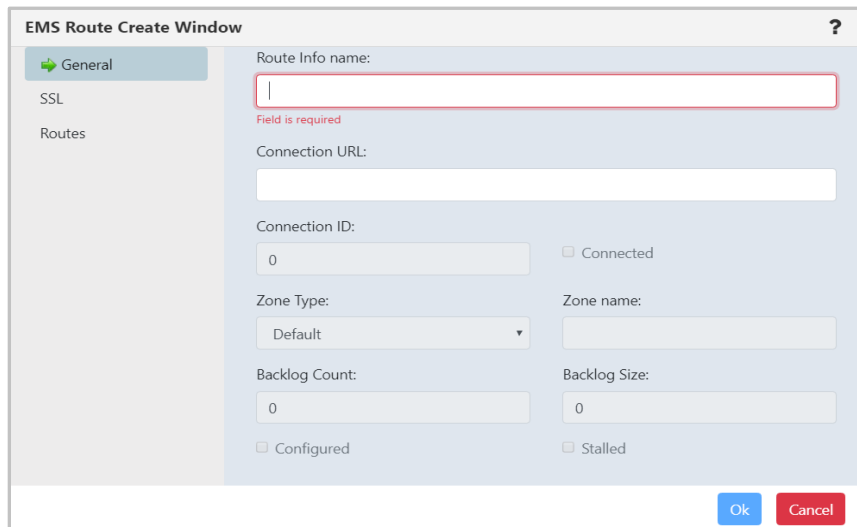 EMS Route Create Window ?
General
SSL
Routes
Route Info name:
Field is required
Connection URL:
Connection ID:
0
Connected
Zone Type:
Zone name:
Default
Backlog Count:
Backlog Size:
0
0
Configured
Stalled
Ok
Cancel